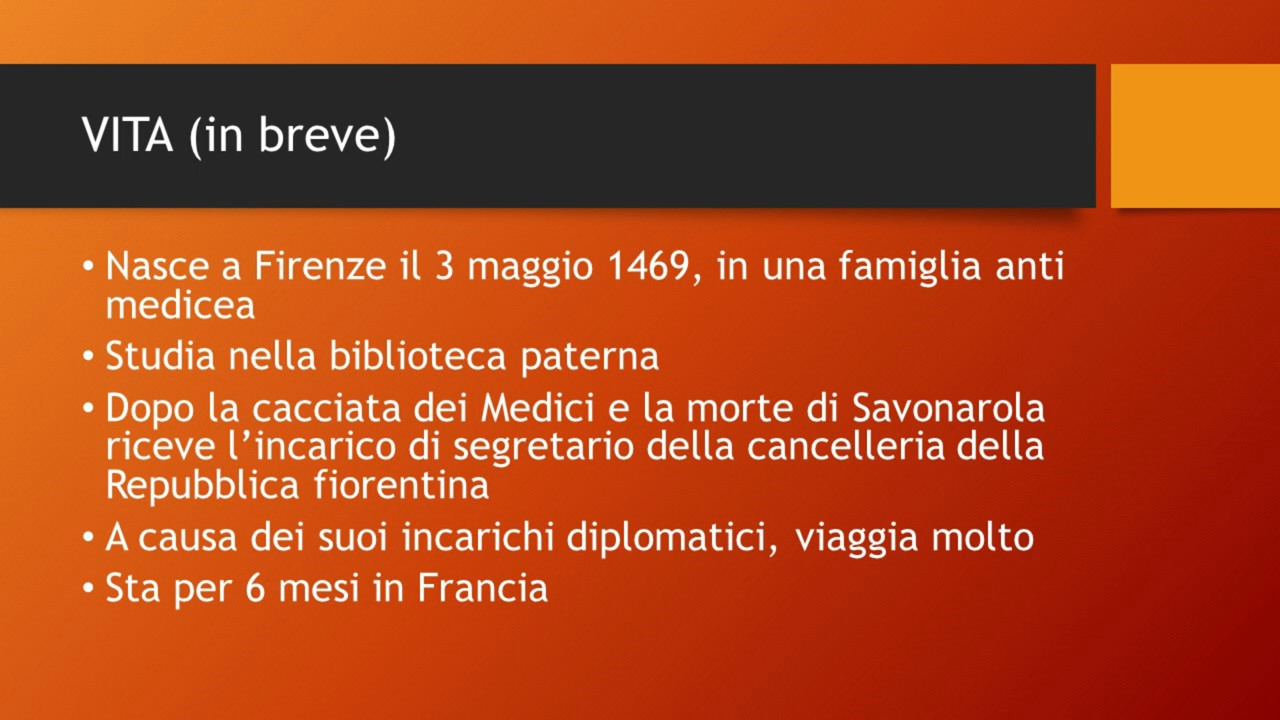 VITA (in breve)
• Nasce a Firenze il 3 maggio 1469, in una famiglia anti
medicea
• Studia nella biblioteca paterna
• Dopo la cacciata dei Medici e la morte di Savonarola
riceve l’incarico di segretario della cancelleria della
Repubblica fiorentina
• A causa dei suoi incarichi diplomatici, viaggia molto
• Sta per 6 mesi in Francia